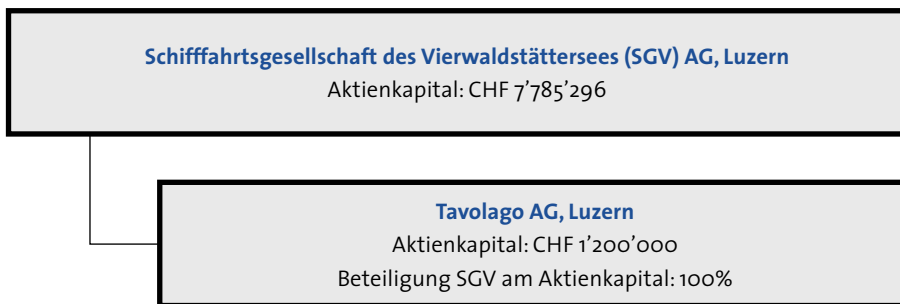 Schifffahrtsgesellschaft des Vierwaldstättersees (SGV) AG, Luzern
Aktienkapital: CHF 7’785’296
Tavolago AG, Luzern
Aktienkapital: CHF 1’200’000
Beteiligung SGV am Aktienkapital: 100%